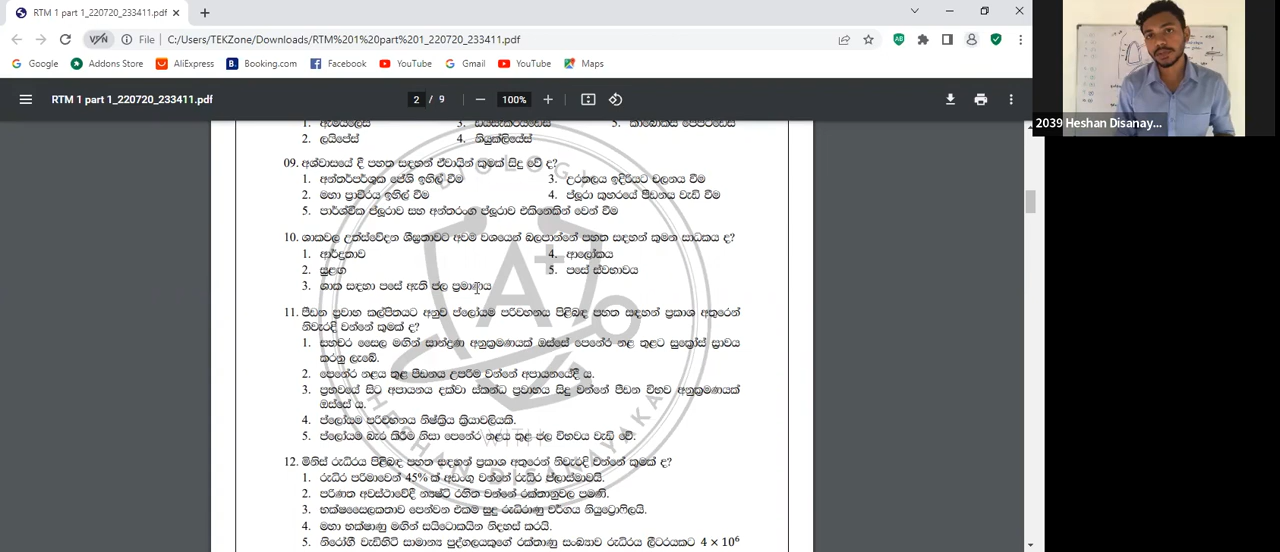 RTM 1 part 1_220720_233411.pdf
File | C:/Users/TEKZone/Downloads/RTM%201%20part%201_220720_233411.pdf
Google Addons Store AliExpress Booking.com Facebook YouTube Gmail YouTube Maps
RTM 1 part 1_220720_233411.pdf 2 / 9 100%
2039 Heshan Disanay...
1. ඇමයිලේස් 3. ඩයිසැකරයිඩේස් 5. කාබොක්සි පෙප්ටිඩේස්
2. ලයිපේස් 4. නියුක්ලියේස්
09. අශ්වාසයේ දී පහත සඳහන් ඒවායින් කුමක් සිදු වේ ද?
1. අන්තර්පර්ශුක පේශි ඉහිල් වීම 3. උරතලය ඉදිරියට චලනය වීම
2. මහා ප්‍රාචීරය ඉහිල් වීම 4. ප්ලූරා කුහරයේ පීඩනය වැඩි වීම
5. පාර්ශ්වික ප්ලූරාව සහ අන්තරංග ප්ලූරාව එකිනෙකින් වෙන් වීම
10. ශාකවල උත්ස්වේදන ශීඝ්‍රතාවට අවම වශයෙන් බලපාන්නේ පහත සඳහන් කුමන සාධකය ද?
1. ආර්ද්‍රතාව 4. ආලෝකය
2. සුළඟ 5. පසේ ස්වභාවය
3. ශාක සඳහා පසේ ඇති ජල ප්‍රමාණය
11. පීඩන ප්‍රවාහ කල්පිතයට අනුව ප්ලෝයම පරිවහනය පිළිබඳ පහත සඳහන් ප්‍රකාශ අතුරෙන්
නිවැරදි වන්නේ කුමක් ද?
1. සහචර සෛල මගින් සාන්ද්‍රණ අනුක්‍රමණයක් ඔස්සේ පෙනේර නළ තුළට සුක්‍රෝස් ස්‍රාවය
කරනු ලැබේ.
2. පෙනේර නළය තුළ පීඩනය උපරිම වන්නේ අපායනයේදී ය.
3. ප්‍රභවයේ සිට අපායනය දක්වා ස්කන්ධ ප්‍රවාහය සිදු වන්නේ පීඩන විභව අනුක්‍රමණයක්
ඔස්සේ ය.
4. ප්ලෝයම පරිවහනය නිෂ්ක්‍රිය ක්‍රියාවලියකි.
5. ප්ලෝයම බැර කිරීම නිසා පෙනේර නළය තුළ ජල විභවය වැඩි වේ.
12. මිනිස් රුධිරය පිළිබඳ පහත සඳහන් ප්‍රකාශ අතුරෙන් නිවැරදි වන්නේ කුමක් ද?
1. රුධිර පරිමාවෙන් 45% ක් අඩංගු වන්නේ රුධිර ප්ලාස්මාවයි.
2. පරිණත අවස්ථාවේදී න්‍යෂ්ටි රහිත වන්නේ රක්තාණුවල පමණි.
3. භක්ෂසෛලකතාව පෙන්වන එකම සුදු රුධිරාණු වර්ගය නියුට්‍රොෆිලයි.
4. මහා භක්ෂාණු මගින් සයිටොකයින නිදහස් කරයි.
5. නිරෝගී වැඩිහිටි සාමාන්‍ය පුද්ගලයකුගේ රක්තාණු සංඛ්‍යාව රුධිරය ලීටරයකට 4 × 10⁶
BIOLOGY
WITH
HESHAN DISANAYAKA